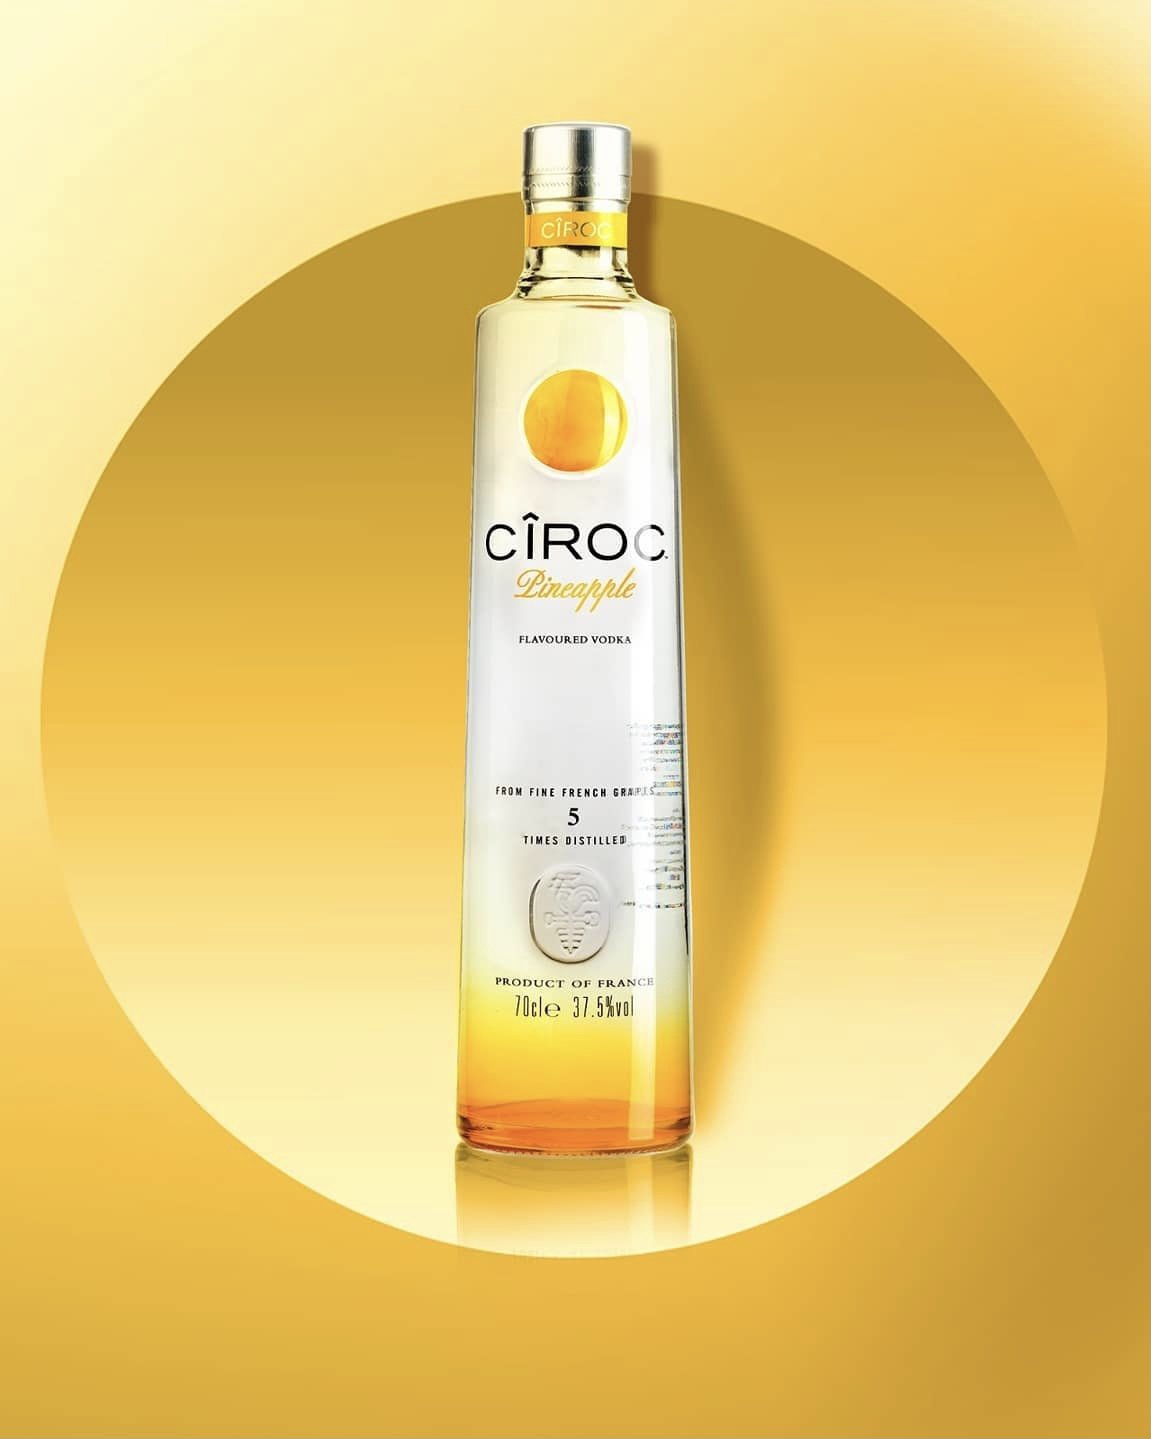 CÎROC
CÎROC
Pineapple
FLAVOURED VODKA
FROM FINE FRENCH GRAPES
5
TIMES DISTILLED
PRODUCT OF FRANCE
70cl℮ 37.5%vol